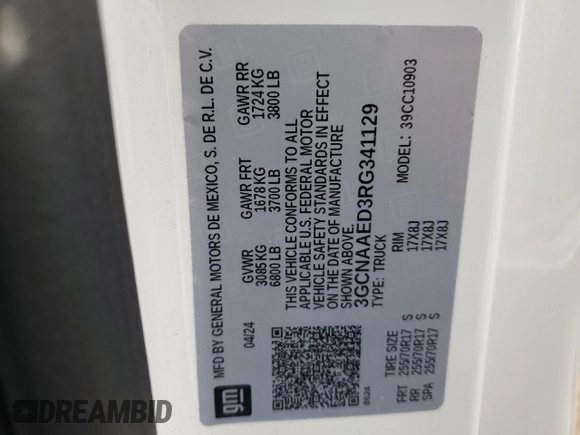 MFD BY GENERAL MOTORS DE MEXICO, S. DE R.L. DE C.V.
04/24
GVWR GAWR FRT GAWR RR
3085 KG 1678 KG 1724 KG
6800 LB 3700 LB 3800 LB
THIS VEHICLE CONFORMS TO ALL
APPLICABLE U.S. FEDERAL MOTOR
VEHICLE SAFETY STANDARDS IN EFFECT
ON THE DATE OF MANUFACTURE
SHOWN ABOVE.
3GCNAAED3RG341129
TYPE: TRUCK MODEL: 39CC10903
TIRE SIZE RIM
FRT 255/70R17 S 17X8J
RR 255/70R17 S 17X8J
SPA 255/70R17 S 17X8J
gm
8624
DREAMBID